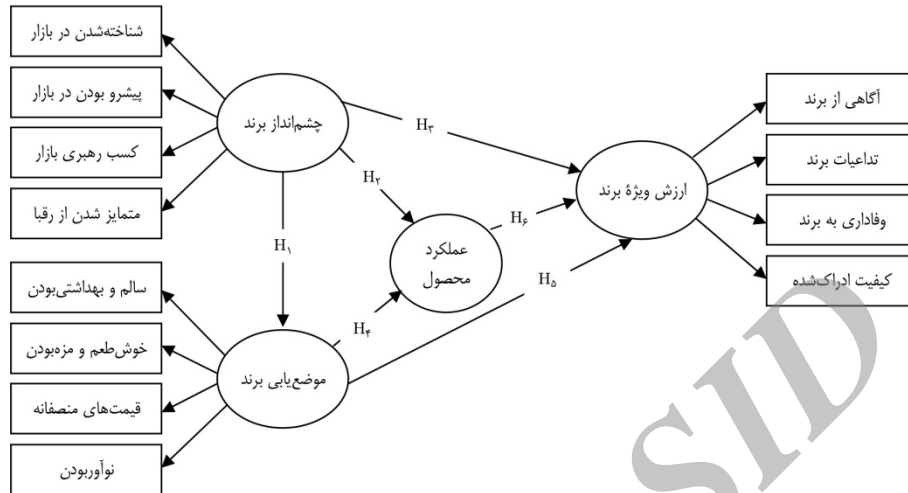 شناخته‌شدن در بازار
پیشرو بودن در بازار
کسب رهبری بازار
متمایز شدن از رقبا
چشم‌انداز برند
H۳
H۲
H۱
عملکرد
محصول
H۶
H۵
H۴
ارزش ویژهٔ برند
آگاهی از برند
تداعیات برند
وفاداری به برند
کیفیت ادراک‌شده
سالم و بهداشتی‌بودن
خوش‌طعم و مزه‌بودن
قیمت‌های منصفانه
نوآوربودن
موضع‌یابی برند
SID